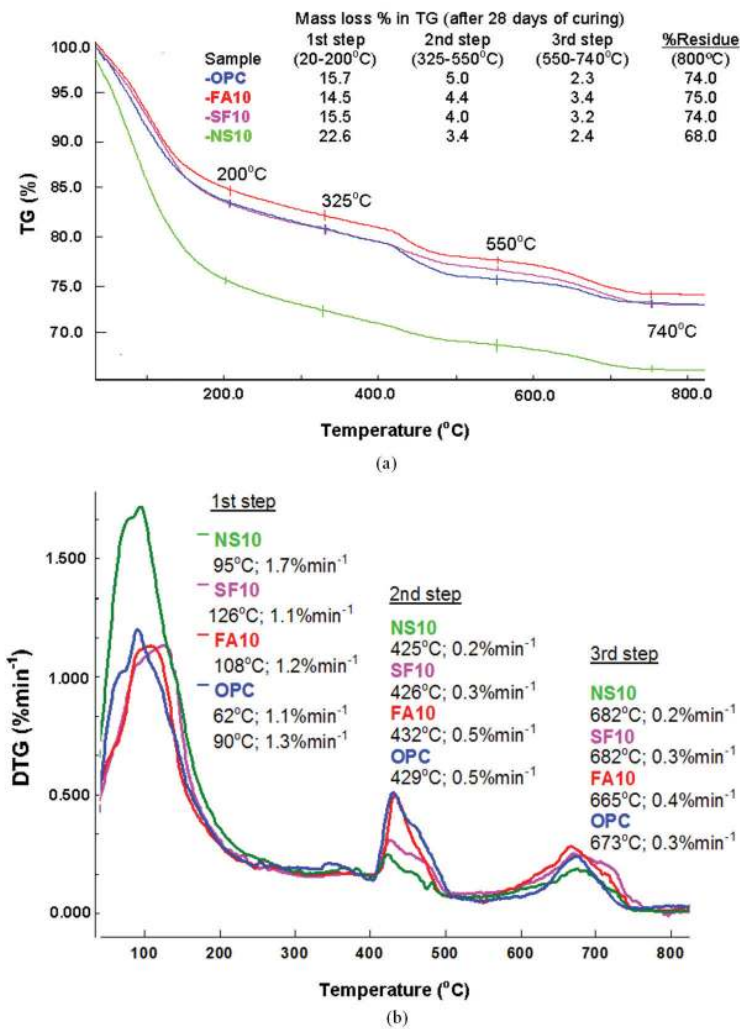 Mass loss % in TG (after 28 days of curing)
1st step 2nd step 3rd step %Residue
Sample (20-200°C) (325-550°C) (550-740°C) (800°C)
-OPC 15.7 5.0 2.3 74.0
-FA10 14.5 4.4 3.4 75.0
-SF10 15.5 4.0 3.2 74.0
-NS10 22.6 3.4 2.4 68.0
100.0
95.0
90.0
85.0
80.0
75.0
70.0
TG (%)
200°C
325°C
550°C
740°C
200.0 400.0 600.0 800.0
Temperature (°C)
(a)
1.500
1.000
0.500
0.000
DTG (%min⁻¹)
1st step
NS10
95°C; 1.7%min⁻¹
SF10
126°C; 1.1%min⁻¹
FA10
108°C; 1.2%min⁻¹
OPC
62°C; 1.1%min⁻¹
90°C; 1.3%min⁻¹
2nd step
NS10
425°C; 0.2%min⁻¹
SF10
426°C; 0.3%min⁻¹
FA10
432°C; 0.5%min⁻¹
OPC
429°C; 0.5%min⁻¹
3rd step
NS10
682°C; 0.2%min⁻¹
SF10
682°C; 0.3%min⁻¹
FA10
665°C; 0.4%min⁻¹
OPC
673°C; 0.3%min⁻¹
100 200 300 400 500 600 700 800
Temperature (°C)
(b)